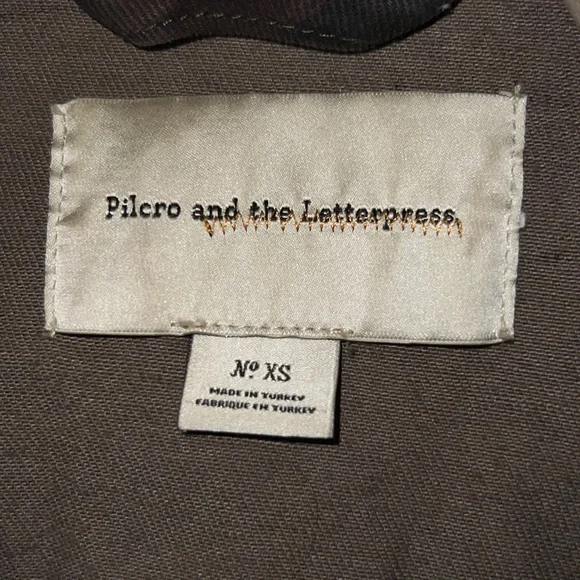 Pilcro and the Letterpress
Nº XS
MADE IN TURKEY
FABRIQUE EN TURKEY